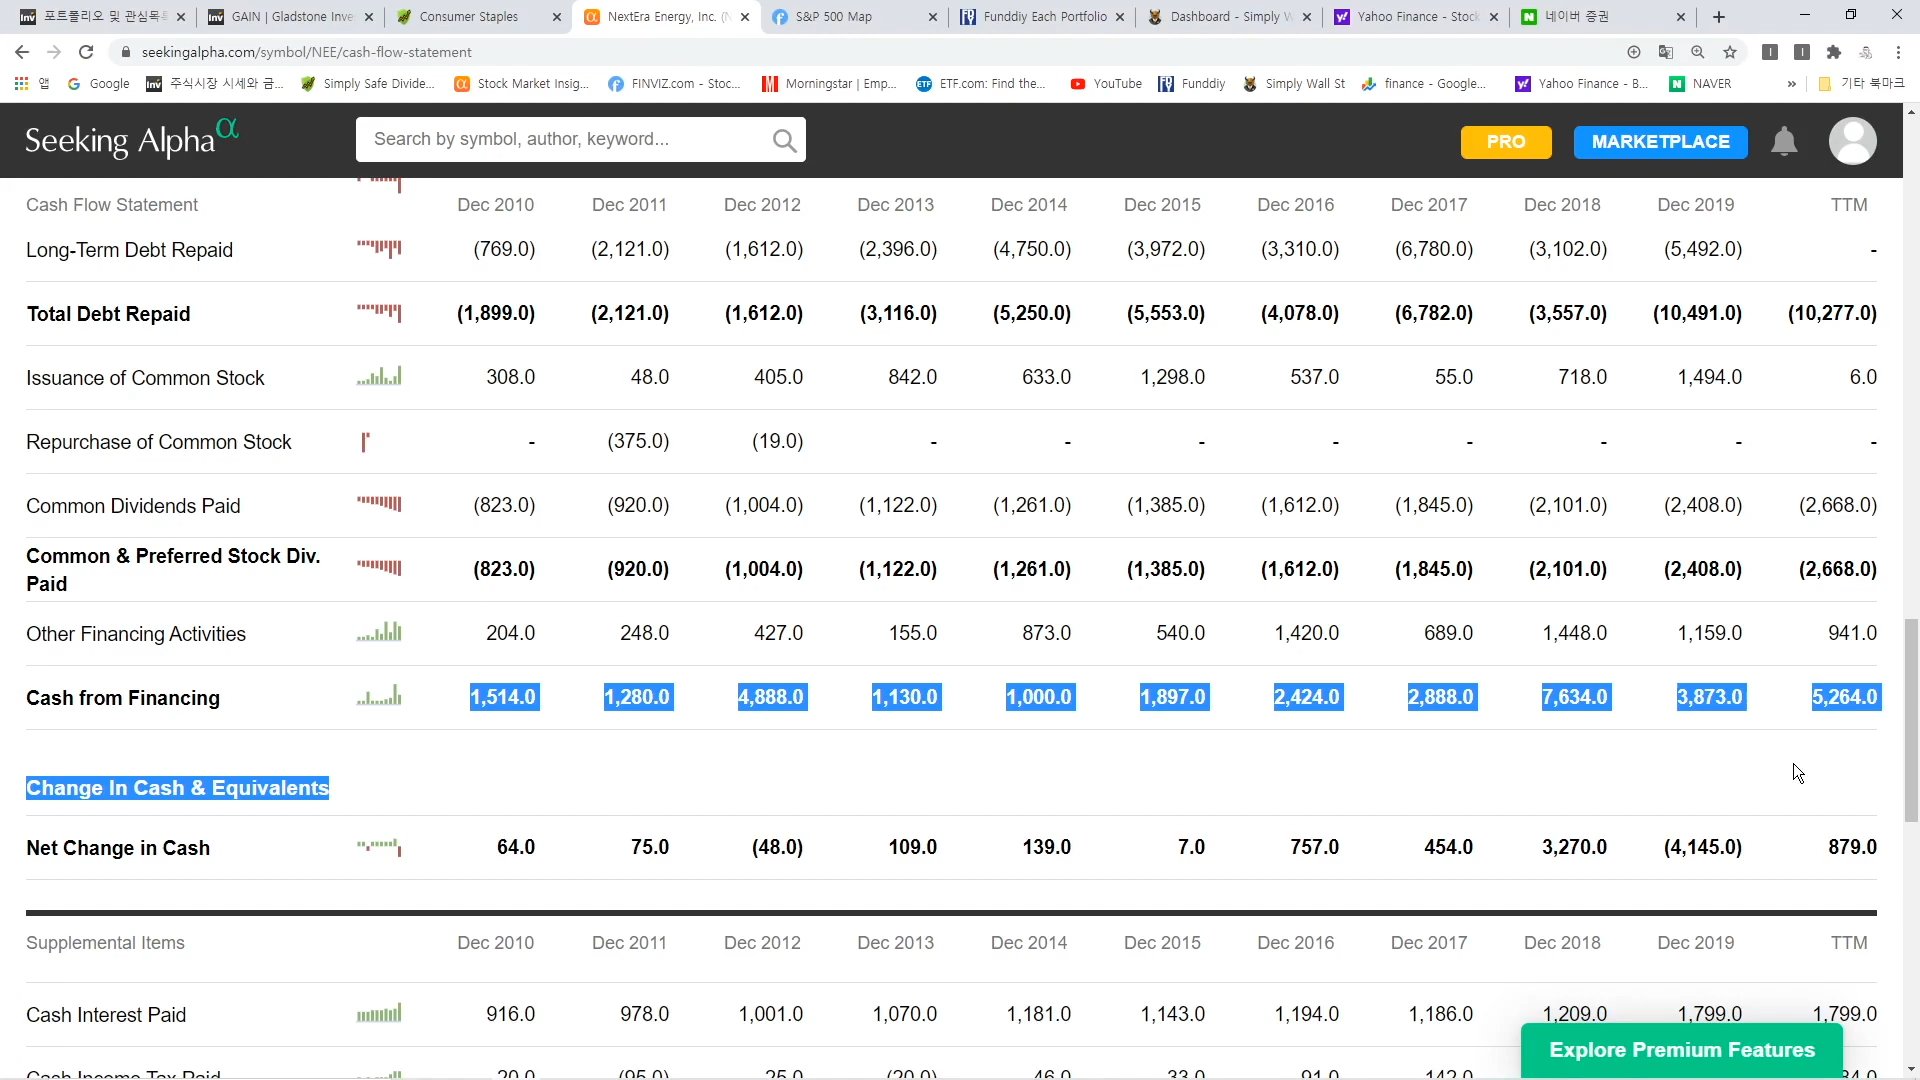 포트폴리오 및 관심목록
GAIN | Gladstone Inve
Consumer Staples
NextEra Energy, Inc. (N
S&P 500 Map
Funddiy Each Portfolio
Dashboard - Simply W
Yahoo Finance - Stock
네이버 증권
seekingalpha.com/symbol/NEE/cash-flow-statement
앱 Google 주식시장 시세와 금... Simply Safe Divide... Stock Market Insig... FINVIZ.com - Stoc... Morningstar | Emp... ETF.com: Find the... YouTube Funddiy Simply Wall St finance - Google... Yahoo Finance - B... NAVER » 기타 북마크
Seeking Alpha α Search by symbol, author, keyword... PRO MARKETPLACE
Cash Flow Statement Dec 2010 Dec 2011 Dec 2012 Dec 2013 Dec 2014 Dec 2015 Dec 2016 Dec 2017 Dec 2018 Dec 2019 TTM
Long-Term Debt Repaid (769.0) (2,121.0) (1,612.0) (2,396.0) (4,750.0) (3,972.0) (3,310.0) (6,780.0) (3,102.0) (5,492.0) -
Total Debt Repaid (1,899.0) (2,121.0) (1,612.0) (3,116.0) (5,250.0) (5,553.0) (4,078.0) (6,782.0) (3,557.0) (10,491.0) (10,277.0)
Issuance of Common Stock 308.0 48.0 405.0 842.0 633.0 1,298.0 537.0 55.0 718.0 1,494.0 6.0
Repurchase of Common Stock - (375.0) (19.0) - - - - - - - -
Common Dividends Paid (823.0) (920.0) (1,004.0) (1,122.0) (1,261.0) (1,385.0) (1,612.0) (1,845.0) (2,101.0) (2,408.0) (2,668.0)
Common & Preferred Stock Div.
Paid (823.0) (920.0) (1,004.0) (1,122.0) (1,261.0) (1,385.0) (1,612.0) (1,845.0) (2,101.0) (2,408.0) (2,668.0)
Other Financing Activities 204.0 248.0 427.0 155.0 873.0 540.0 1,420.0 689.0 1,448.0 1,159.0 941.0
Cash from Financing 1,514.0 1,280.0 4,888.0 1,130.0 1,000.0 1,897.0 2,424.0 2,888.0 7,634.0 3,873.0 5,264.0
Change In Cash & Equivalents
Net Change in Cash 64.0 75.0 (48.0) 109.0 139.0 7.0 757.0 454.0 3,270.0 (4,145.0) 879.0
Supplemental Items Dec 2010 Dec 2011 Dec 2012 Dec 2013 Dec 2014 Dec 2015 Dec 2016 Dec 2017 Dec 2018 Dec 2019 TTM
Cash Interest Paid 916.0 978.0 1,001.0 1,070.0 1,181.0 1,143.0 1,194.0 1,186.0 1,209.0 1,799.0 1,799.0
Explore Premium Features
Cash Income Tax Paid 20.0 (95.0) 25.0 (20.0) 46.0 33.0 91.0 142.0